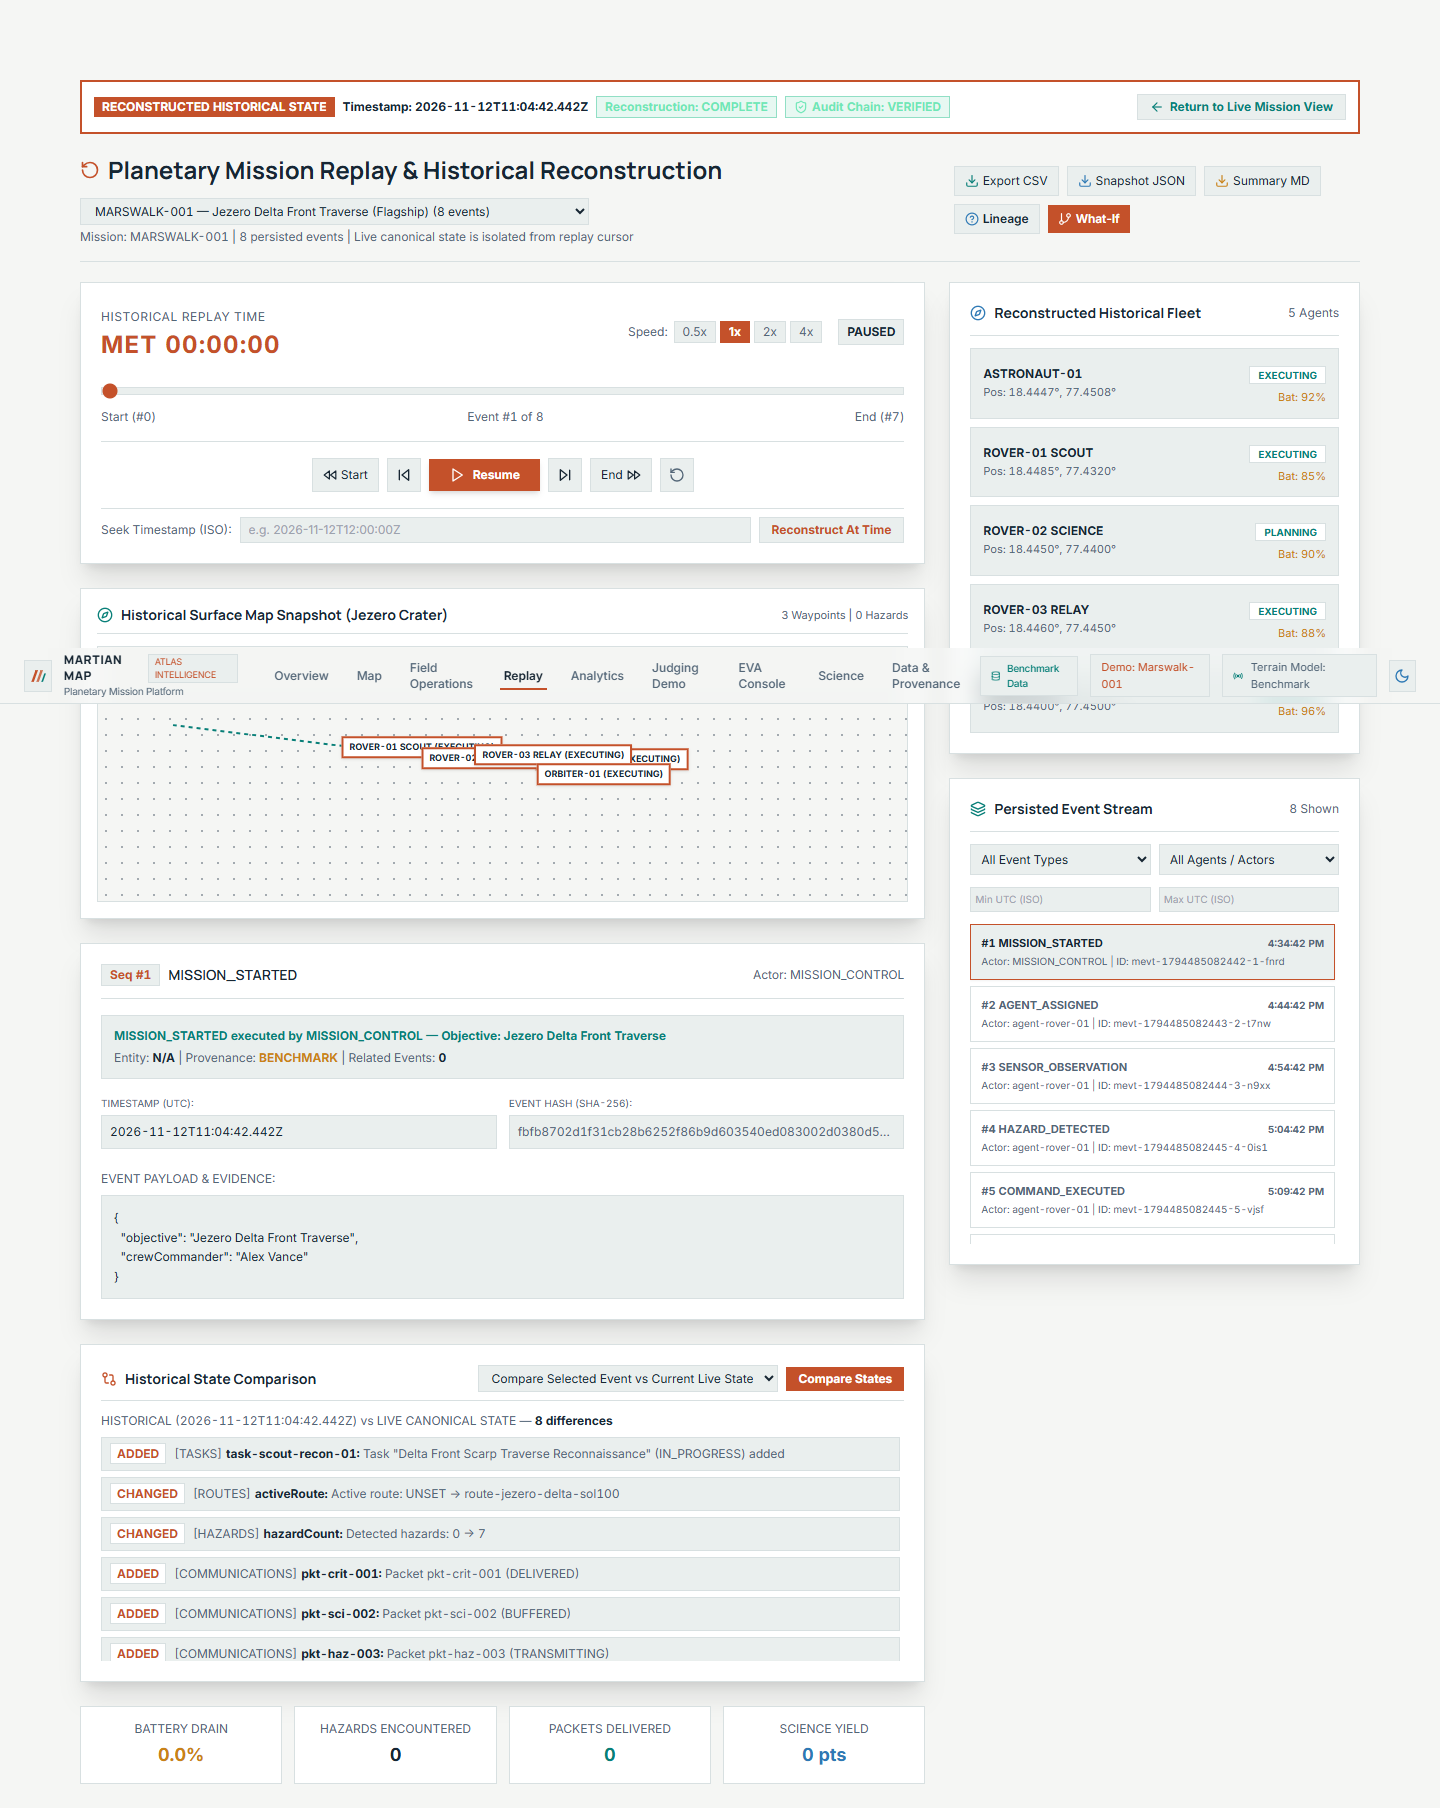 RECONSTRUCTED HISTORICAL STATE Timestamp: 2026-11-12T11:04:42.442Z Reconstruction: COMPLETE Audit Chain: VERIFIED Return to Live Mission View
Planetary Mission Replay & Historical Reconstruction
MARSWALK-001 — Jezero Delta Front Traverse (Flagship) (8 events)
Mission: MARSWALK-001 | 8 persisted events | Live canonical state is isolated from replay cursor
Export CSV Snapshot JSON Summary MD
Lineage What-If
HISTORICAL REPLAY TIME
MET 00:00:00
Speed: 0.5x 1x 2x 4x PAUSED
Start (#0) Event #1 of 8 End (#7)
Start Resume End
Seek Timestamp (ISO): e.g. 2026-11-12T12:00:00Z Reconstruct At Time
Reconstructed Historical Fleet 5 Agents
ASTRONAUT-01 EXECUTING
Pos: 18.4447°, 77.4508° Bat: 92%
ROVER-01 SCOUT EXECUTING
Pos: 18.4485°, 77.4320° Bat: 85%
ROVER-02 SCIENCE PLANNING
Pos: 18.4450°, 77.4400° Bat: 90%
ROVER-03 RELAY EXECUTING
Pos: 18.4460°, 77.4450° Bat: 88%
Historical Surface Map Snapshot (Jezero Crater) 3 Waypoints | 0 Hazards
MARTIAN MAP
Planetary Mission Platform
ATLAS INTELLIGENCE
Overview Map Field Operations Replay Analytics Judging Demo EVA Console Science Data & Provenance
Benchmark Data
Demo: Marswalk-001
Terrain Model: Benchmark
Pos: 18.4400°, 77.4500° Bat: 96%
ROVER-01 SCOUT (EXECUTING)
ROVER-02 ROVER-03 RELAY (EXECUTING) XECUTING)
ORBITER-01 (EXECUTING)
Persisted Event Stream 8 Shown
All Event Types All Agents / Actors
Min UTC (ISO) Max UTC (ISO)
#1 MISSION_STARTED 4:34:42 PM
Actor: MISSION_CONTROL | ID: mevt-1794485082442-1-fnrd
#2 AGENT_ASSIGNED 4:44:42 PM
Actor: agent-rover-01 | ID: mevt-1794485082443-2-t7nw
#3 SENSOR_OBSERVATION 4:54:42 PM
Actor: agent-rover-01 | ID: mevt-1794485082444-3-n9xx
#4 HAZARD_DETECTED 5:04:42 PM
Actor: agent-rover-01 | ID: mevt-1794485082445-4-0is1
#5 COMMAND_EXECUTED 5:09:42 PM
Actor: agent-rover-01 | ID: mevt-1794485082445-5-vjsf
Seq #1 MISSION_STARTED Actor: MISSION_CONTROL
MISSION_STARTED executed by MISSION_CONTROL — Objective: Jezero Delta Front Traverse
Entity: N/A | Provenance: BENCHMARK | Related Events: 0
TIMESTAMP (UTC): EVENT HASH (SHA-256):
2026-11-12T11:04:42.442Z fbfb8702d1f31cb28b6252f86b9d603540ed083002d0380d5...
EVENT PAYLOAD & EVIDENCE:
{
"objective": "Jezero Delta Front Traverse",
"crewCommander": "Alex Vance"
}
Historical State Comparison Compare Selected Event vs Current Live State Compare States
HISTORICAL (2026-11-12T11:04:42.442Z) vs LIVE CANONICAL STATE — 8 differences
ADDED [TASKS] task-scout-recon-01: Task "Delta Front Scarp Traverse Reconnaissance" (IN_PROGRESS) added
CHANGED [ROUTES] activeRoute: Active route: UNSET → route-jezero-delta-sol100
CHANGED [HAZARDS] hazardCount: Detected hazards: 0 → 7
ADDED [COMMUNICATIONS] pkt-crit-001: Packet pkt-crit-001 (DELIVERED)
ADDED [COMMUNICATIONS] pkt-sci-002: Packet pkt-sci-002 (BUFFERED)
ADDED [COMMUNICATIONS] pkt-haz-003: Packet pkt-haz-003 (TRANSMITTING)
BATTERY DRAIN HAZARDS ENCOUNTERED PACKETS DELIVERED SCIENCE YIELD
0.0% 0 0 0 pts